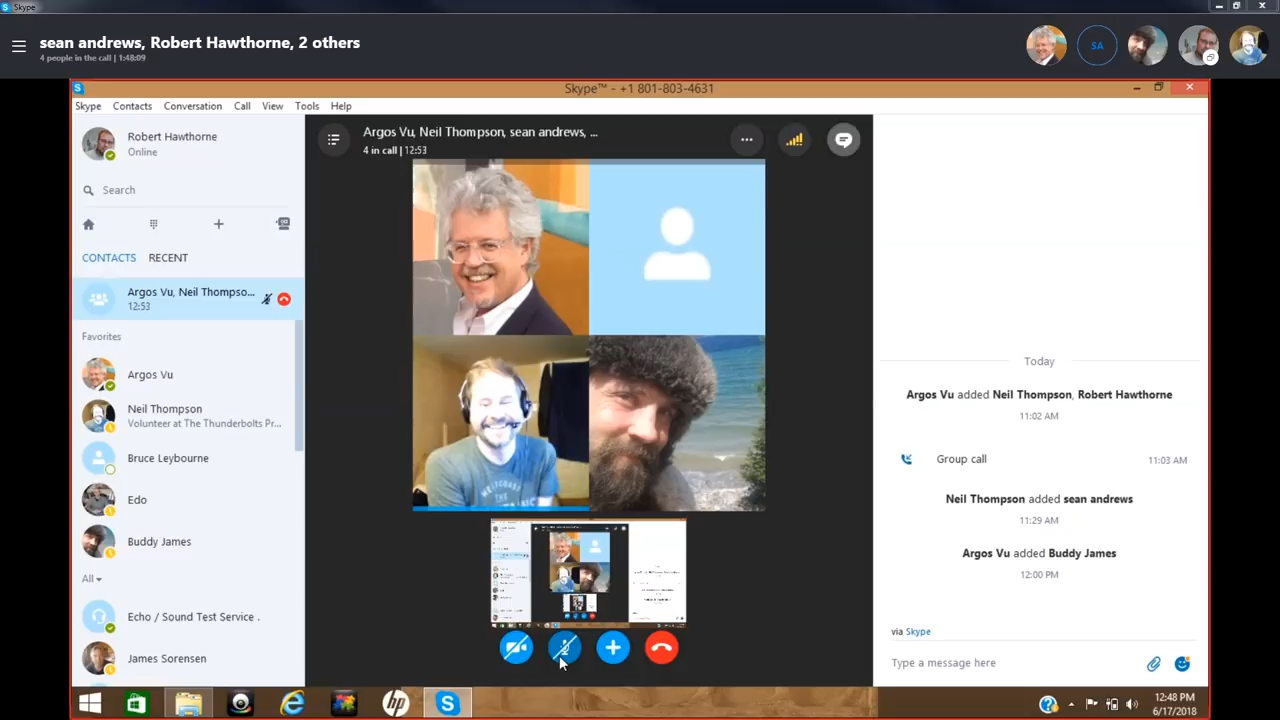 Skype
sean andrews, Robert Hawthorne, 2 others
4 people in the call | 1:48:09
SA
Skype™ - +1 801-803-4631
Skype Contacts Conversation Call View Tools Help
Robert Hawthorne
Online
Search
CONTACTS RECENT
Argos Vu, Neil Thompso...
12:53
Favorites
Argos Vu
Neil Thompson
Volunteer at The Thunderbolts Pr...
Bruce Leybourne
Edo
Buddy James
All
Echo / Sound Test Service .
James Sorensen
Argos Vu, Neil Thompson, sean andrews, ...
4 in call | 12:53
Today
Argos Vu added Neil Thompson, Robert Hawthorne
11:02 AM
Group call 11:03 AM
Neil Thompson added sean andrews
11:29 AM
Argos Vu added Buddy James
12:00 PM
via Skype
Type a message here
12:48 PM
6/17/2018